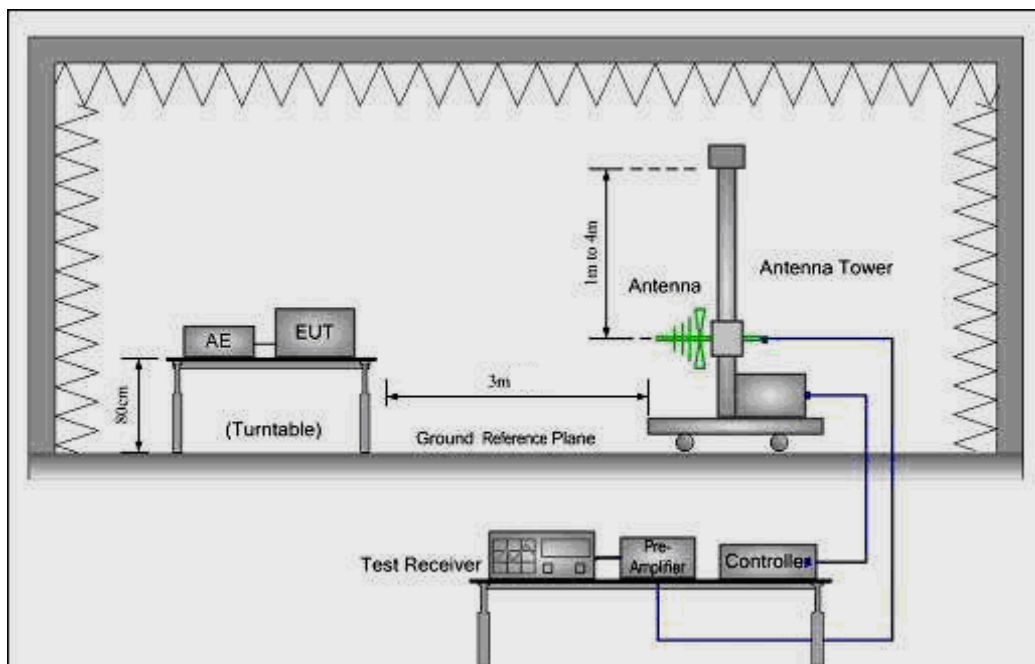 1m to 4m
Antenna
Antenna Tower
AE
EUT
80cm
3m
(Turntable)
Ground Reference Plane
Test Receiver
Pre-
Amplifier
Controller